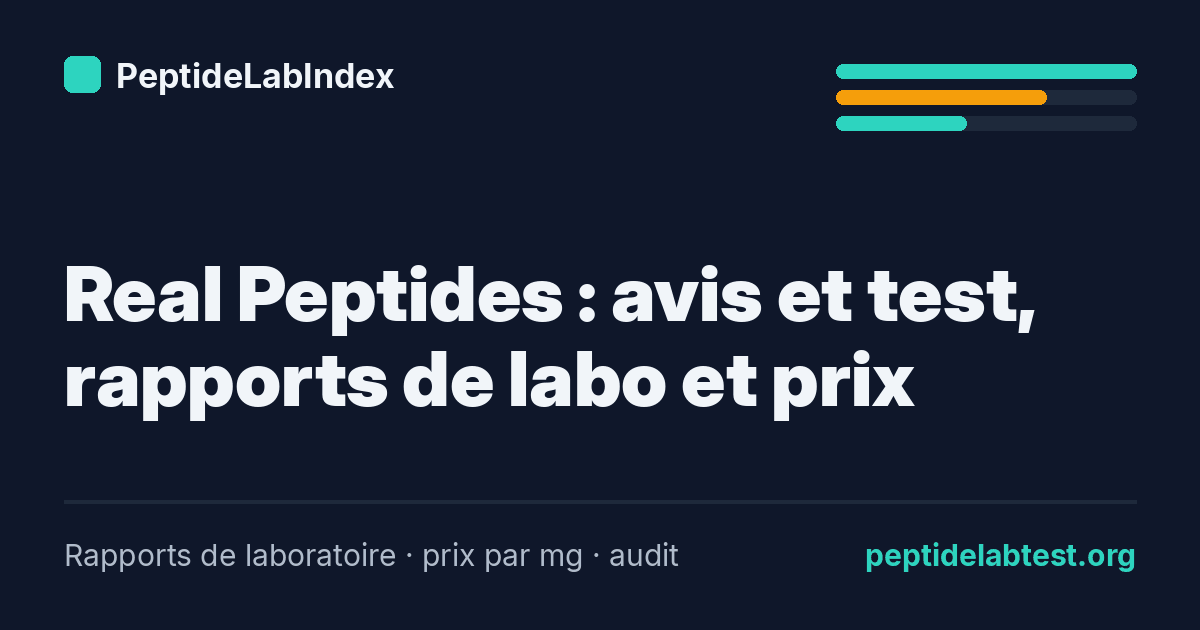 PeptideLabIndex
Real Peptides : avis et test,
rapports de labo et prix
Rapports de laboratoire · prix par mg · audit
peptidelabtest.org